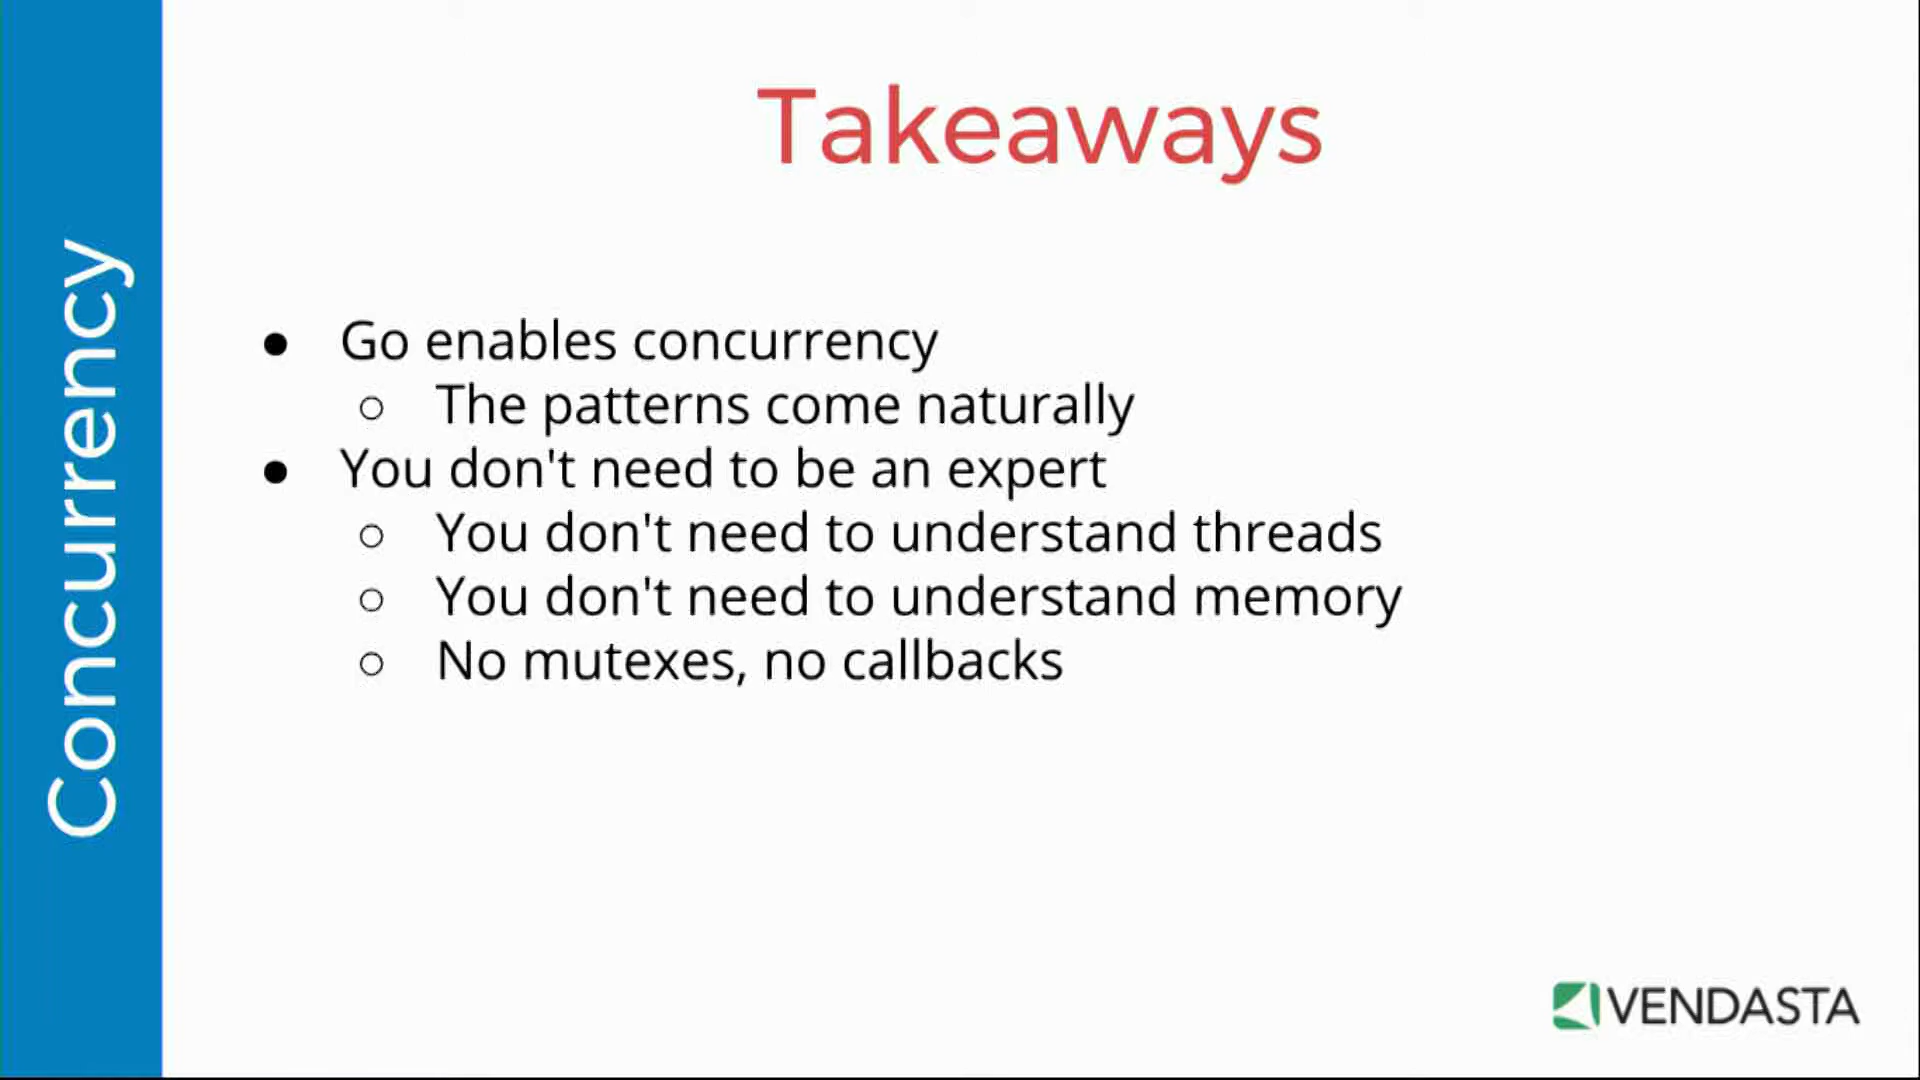 Concurrency
Takeaways
● Go enables concurrency
○ The patterns come naturally
● You don't need to be an expert
○ You don't need to understand threads
○ You don't need to understand memory
○ No mutexes, no callbacks
VENDASTA